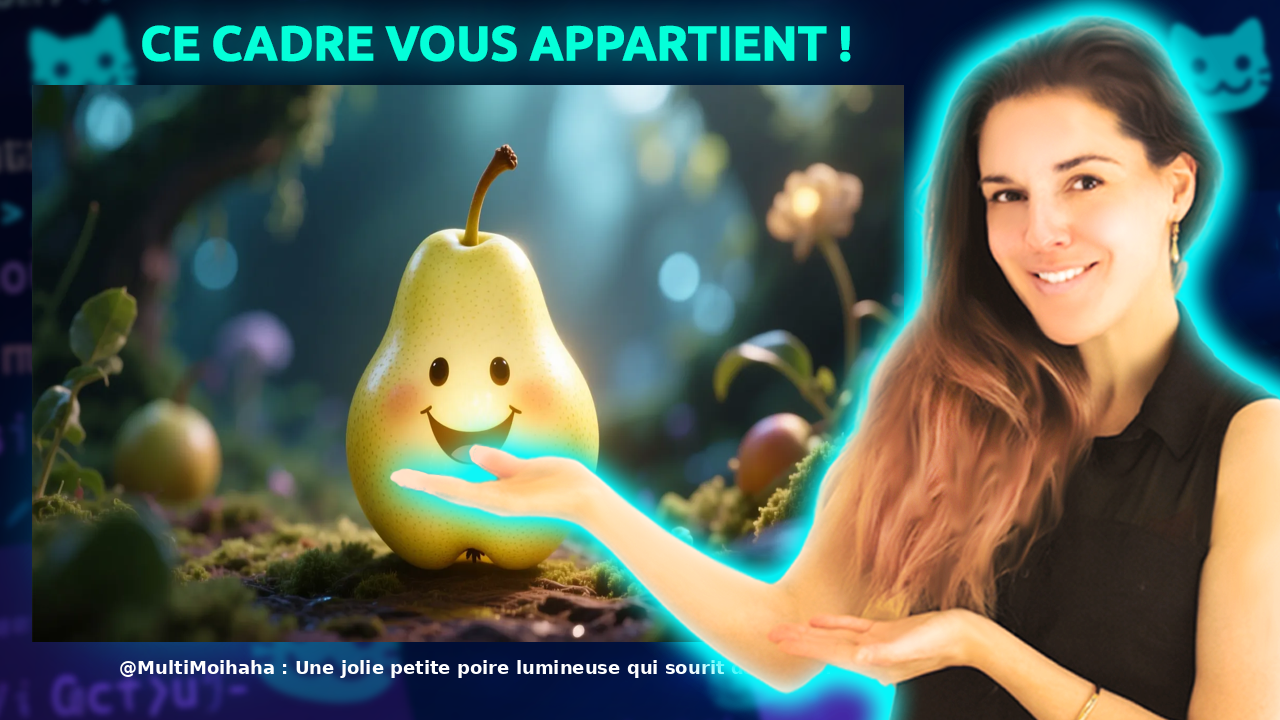 CE CADRE VOUS APPARTIENT !
@MultiMoihaha : Une jolie petite poire lumineuse qui sourit